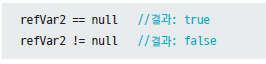 refVar2 == null //결과: true
refVar2 != null //결과: false